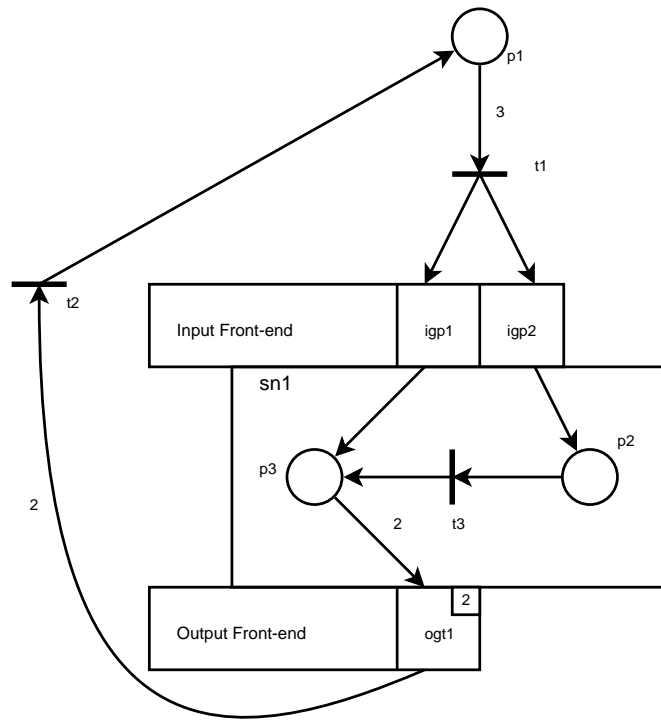 p1
3
t1
t2
Input Front-end
igp1
igp2
sn1
p2
p3
2
2
t3
2
Output Front-end
ogt1